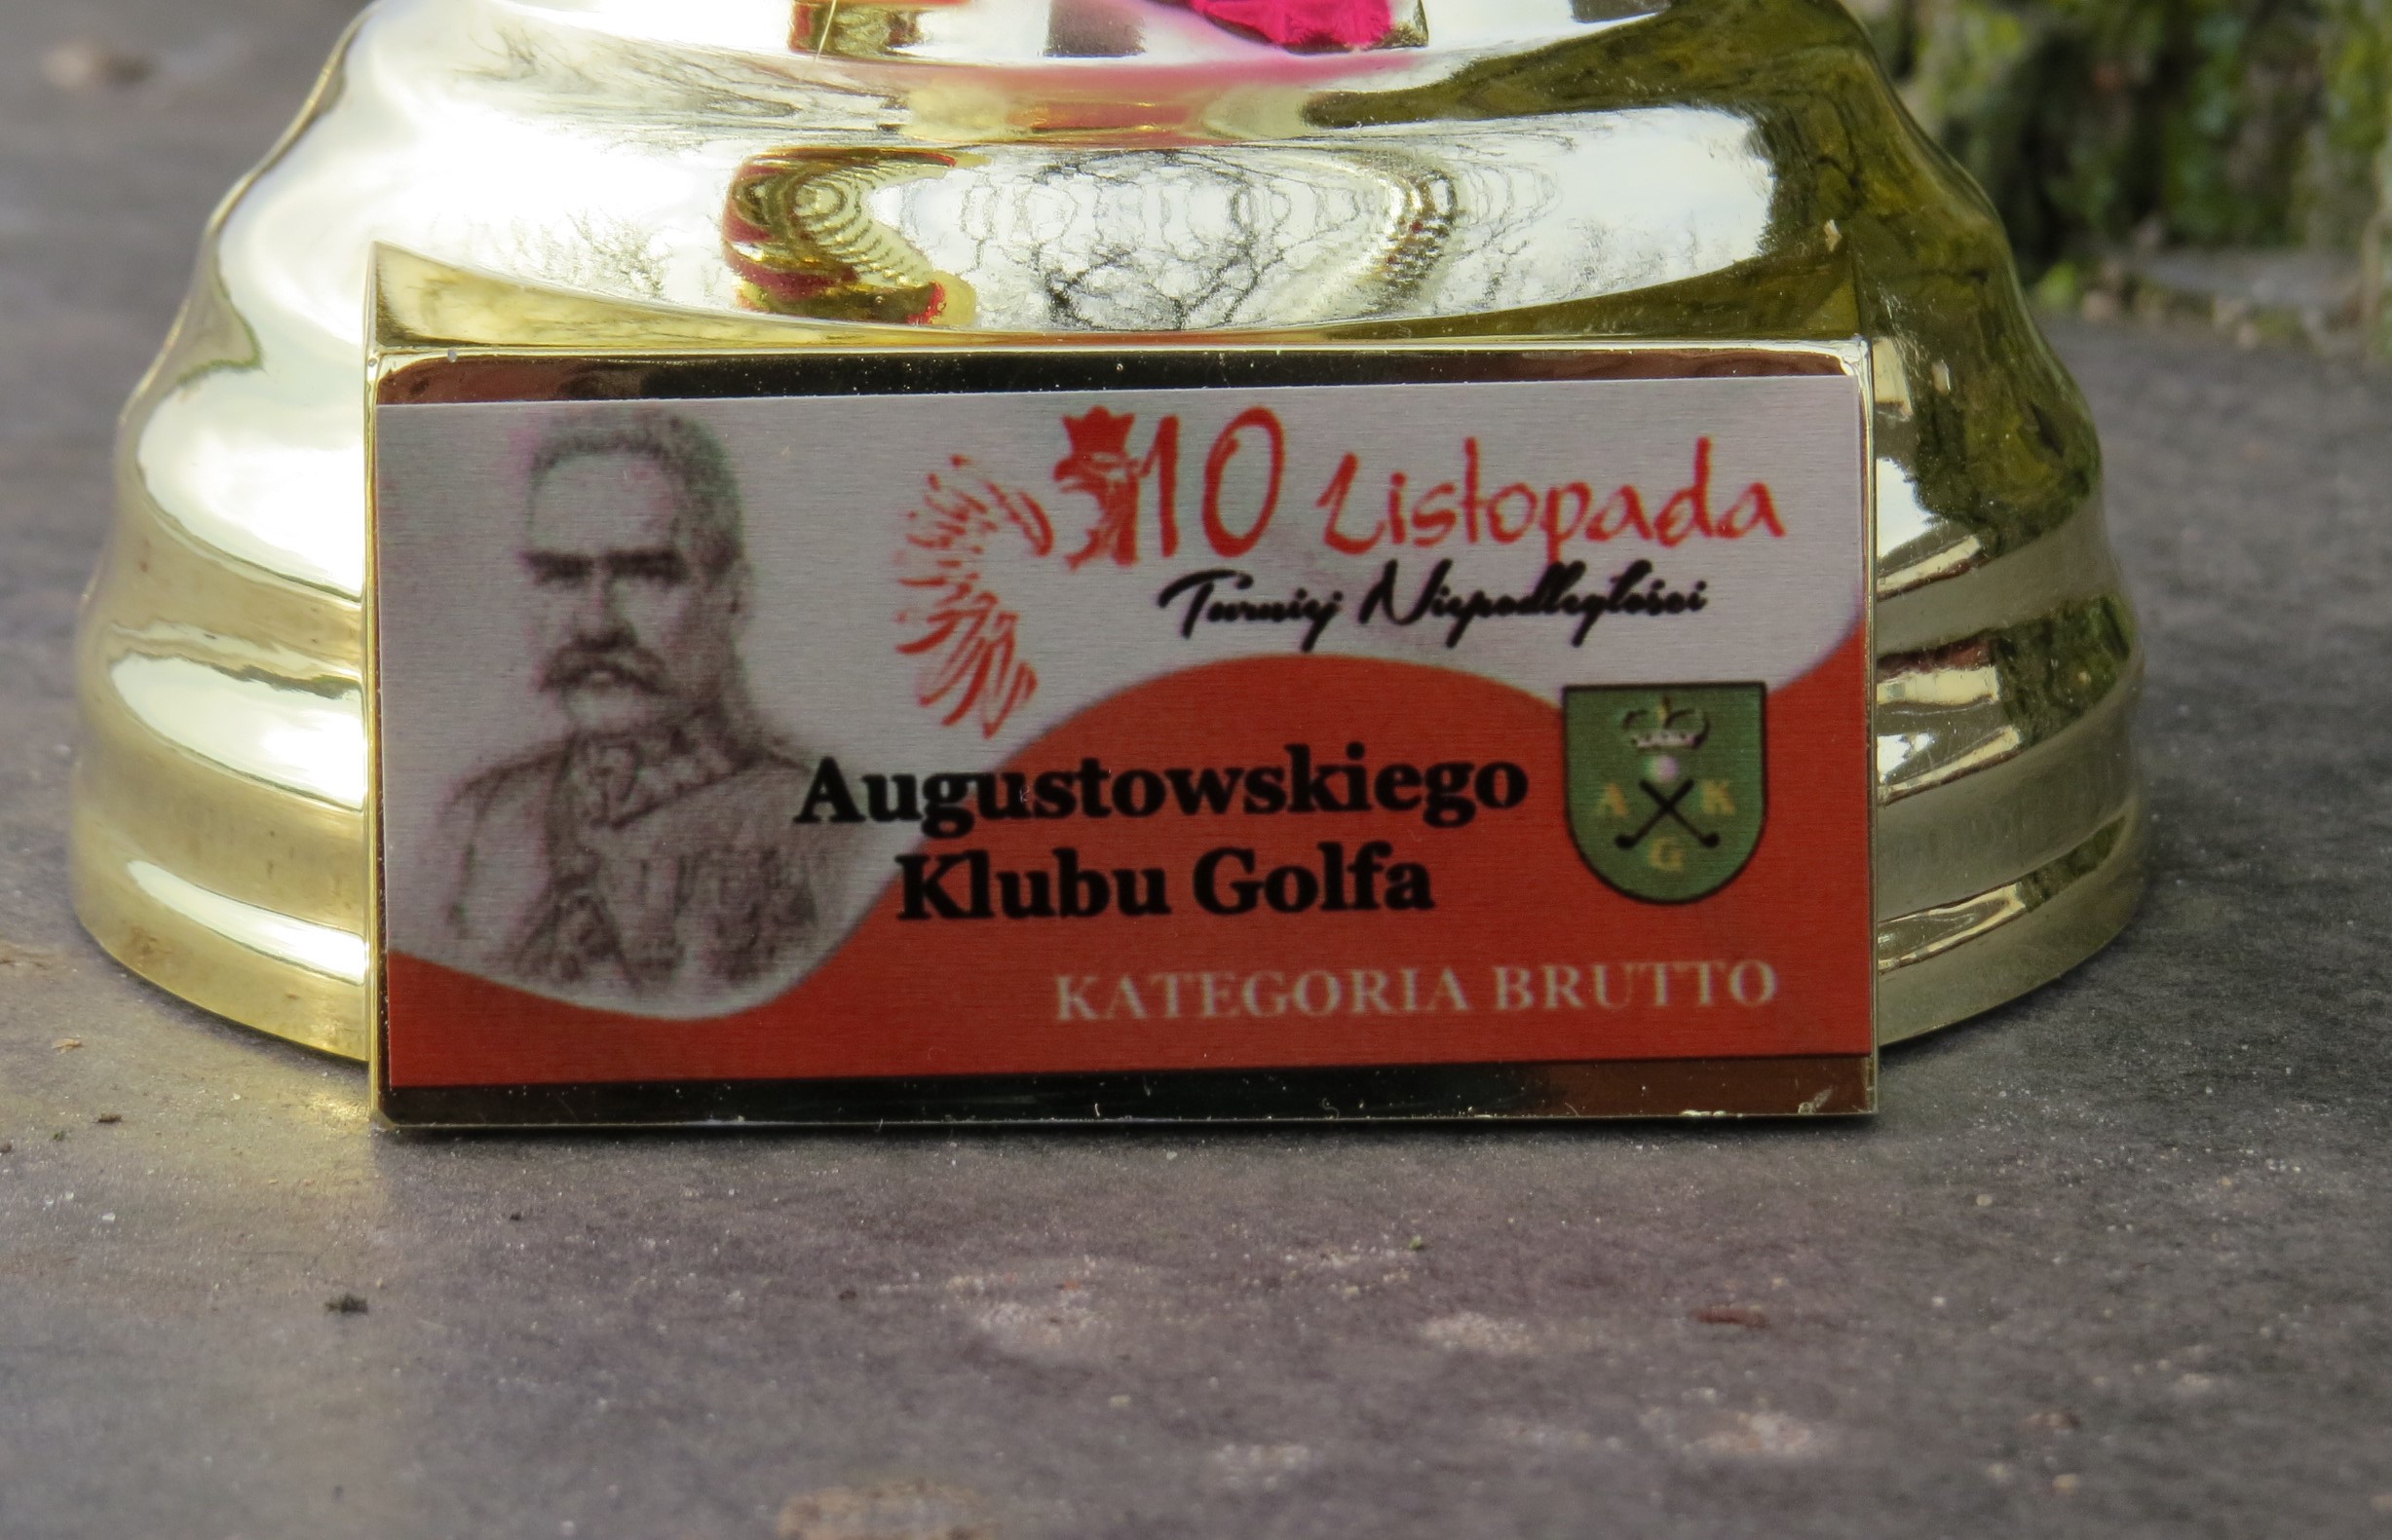 10 Listopada
Turniej Niepodległości
Augustowskiego
Klubu Golfa
A K
G
KATEGORIA BRUTTO